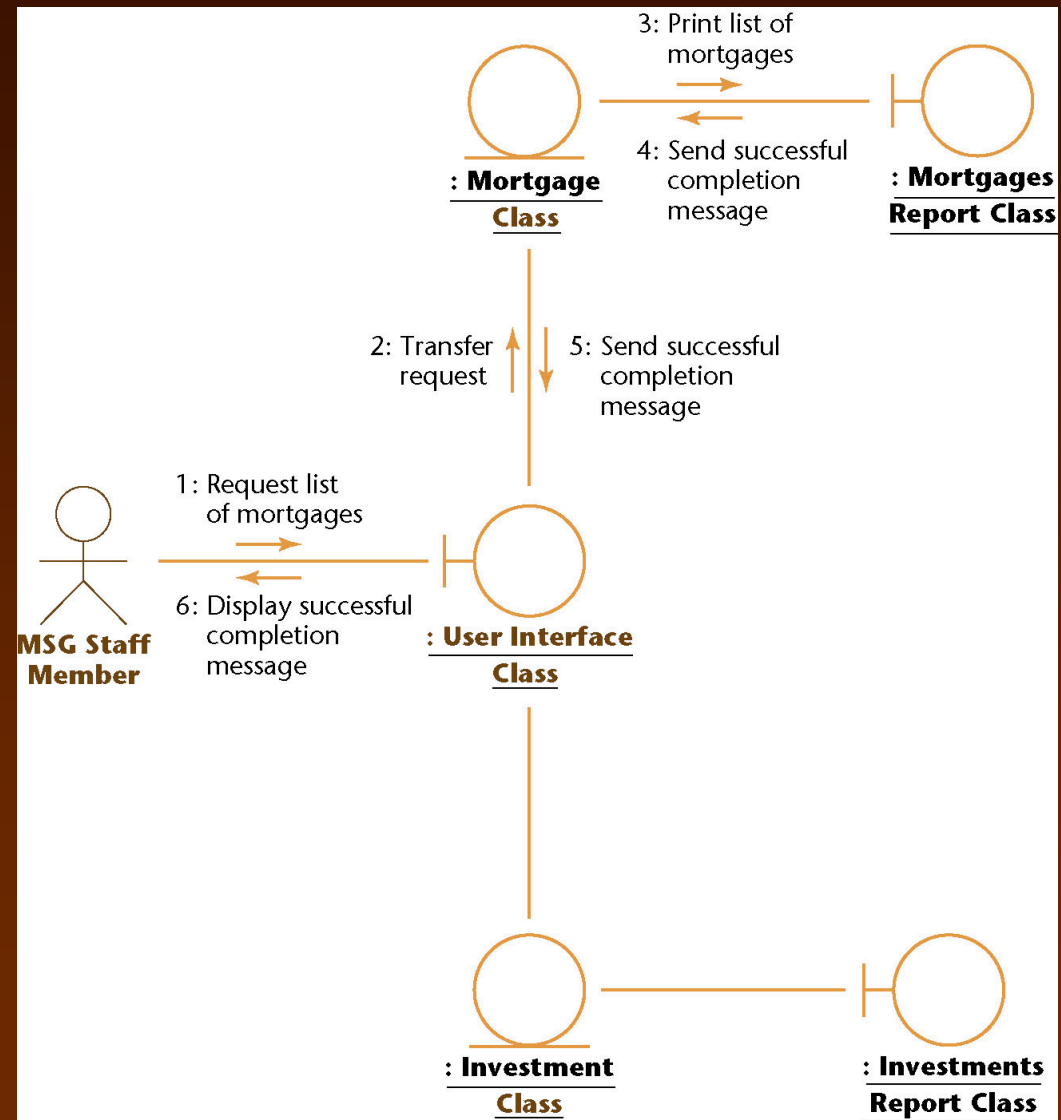 3: Print list of
mortgages
4: Send successful
completion
message
: Mortgage
Class
: Mortgages
Report Class
2: Transfer
request
5: Send successful
completion
message
1: Request list
of mortgages
6: Display successful
completion
message
MSG Staff
Member
: User Interface
Class
: Investment
Class
: Investments
Report Class